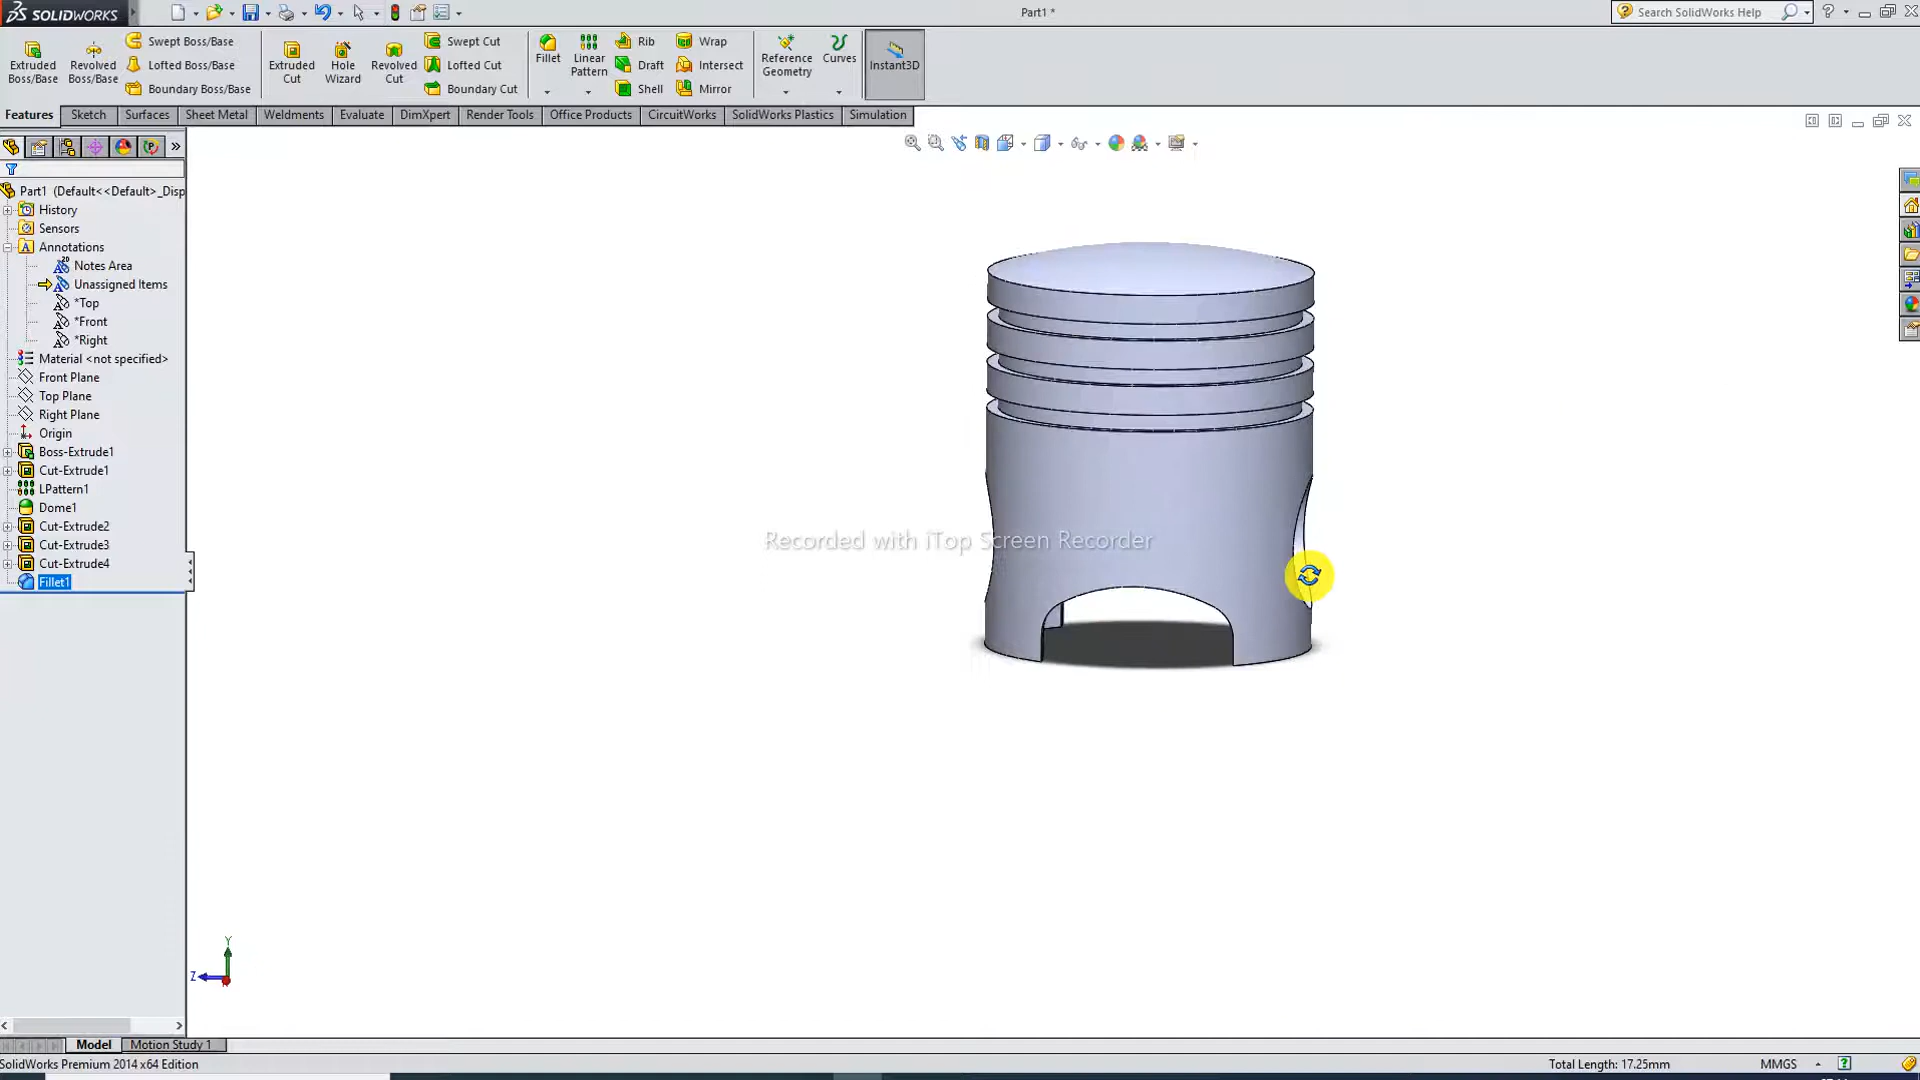 SOLIDWORKS
Part1 *
Search SolidWorks Help
Extruded Boss/Base
Revolved Boss/Base
Swept Boss/Base
Lofted Boss/Base
Boundary Boss/Base
Extruded Cut
Hole Wizard
Revolved Cut
Swept Cut
Lofted Cut
Boundary Cut
Fillet
Linear Pattern
Rib
Draft
Shell
Wrap
Intersect
Mirror
Reference Geometry
Curves
Instant3D
Features Sketch Surfaces Sheet Metal Weldments Evaluate DimXpert Render Tools Office Products CircuitWorks SolidWorks Plastics Simulation
Part1 (Default<<Default>_Disp
History
Sensors
Annotations
Notes Area
Unassigned Items
*Top
*Front
*Right
Material <not specified>
Front Plane
Top Plane
Right Plane
Origin
Boss-Extrude1
Cut-Extrude1
LPattern1
Dome1
Cut-Extrude2
Cut-Extrude3
Cut-Extrude4
Fillet1
Recorded with iTop Screen Recorder
Y
Z
Model Motion Study 1
SolidWorks Premium 2014 x64 Edition
Total Length: 17.25mm
MMGS